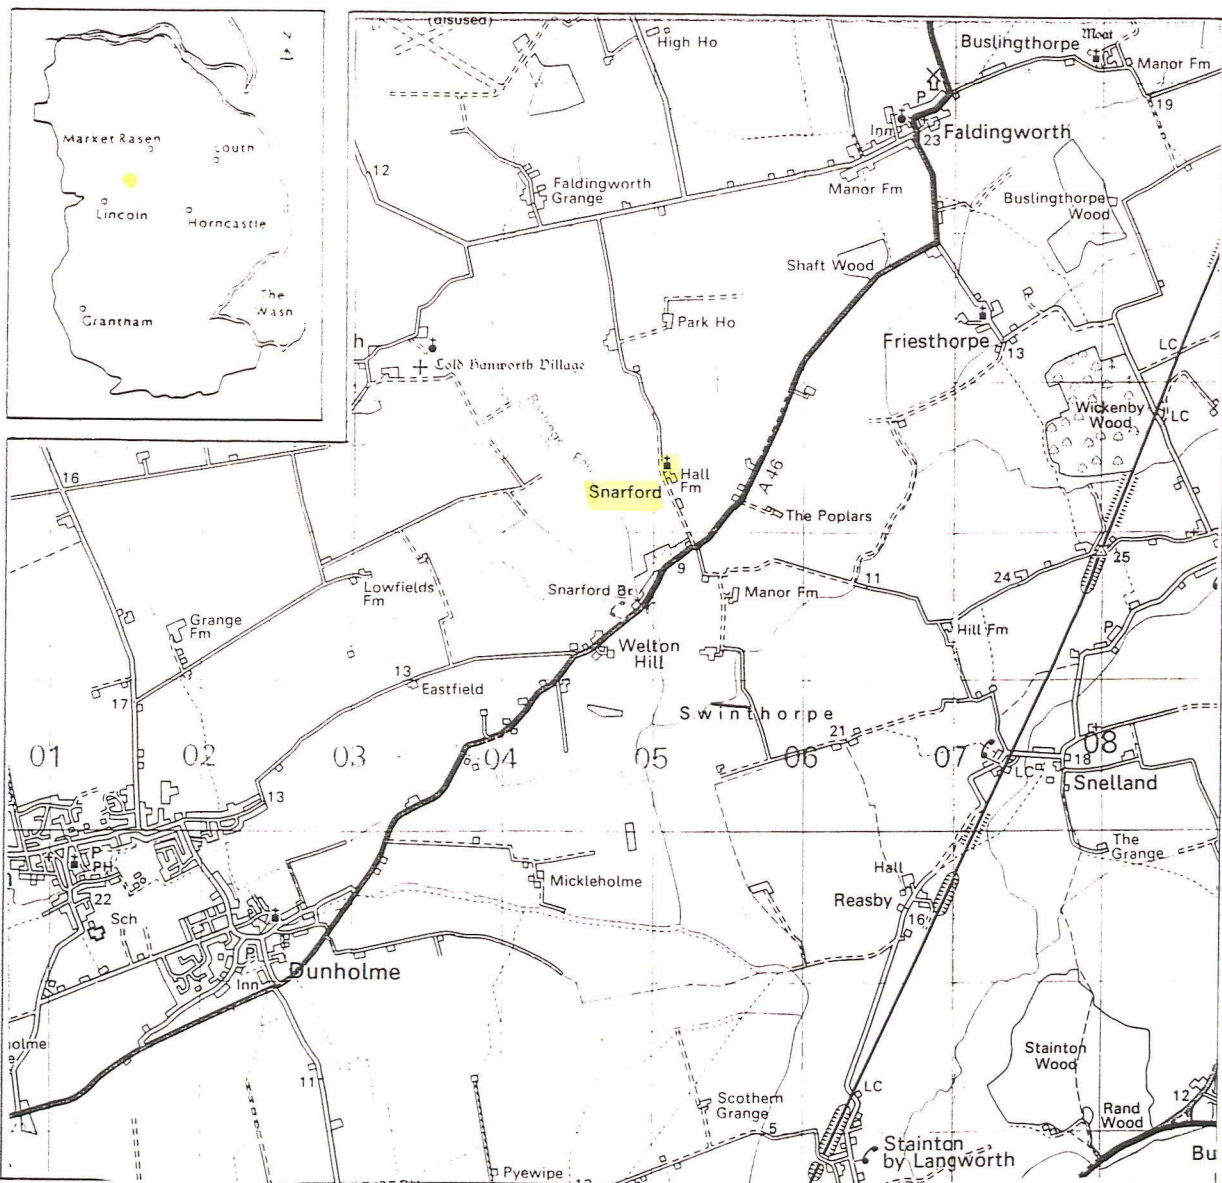 Market Rasen
Louth
Lincoln
Horncastle
The
Wash
Grantham
(disused)
High Ho
Buslingthorpe
Moat
Manor Fm
19
P
Inn
Faldingworth
23
Manor Fm
12
Faldingworth
Grange
Buslingthorpe
Wood
Shaft Wood
Park Ho
Friesthorpe
13
LC
h
Cold Hanworth Village
Wickenby
Wood
LC
16
Hall
Fm
Snarford
A 46
The Poplars
25
9
11
24
Lowfields
Fm
Snarford Br
Manor Fm
Grange
Fm
Hill Fm
P
Welton
Hill
13
Eastfield
17
Swinthorpe
21
01
02
03
04
05
06
07
08
18
LC
Snelland
13
P
PH
Mickleholme
Hall
The
Grange
22
Reasby
16
Sch
Dunholme
Inn
olme
e
11
Stainton
Wood
LC
Scothern
Grange
5
12
Rand
Wood
Stainton
by Langworth
Bu
Pyewipe